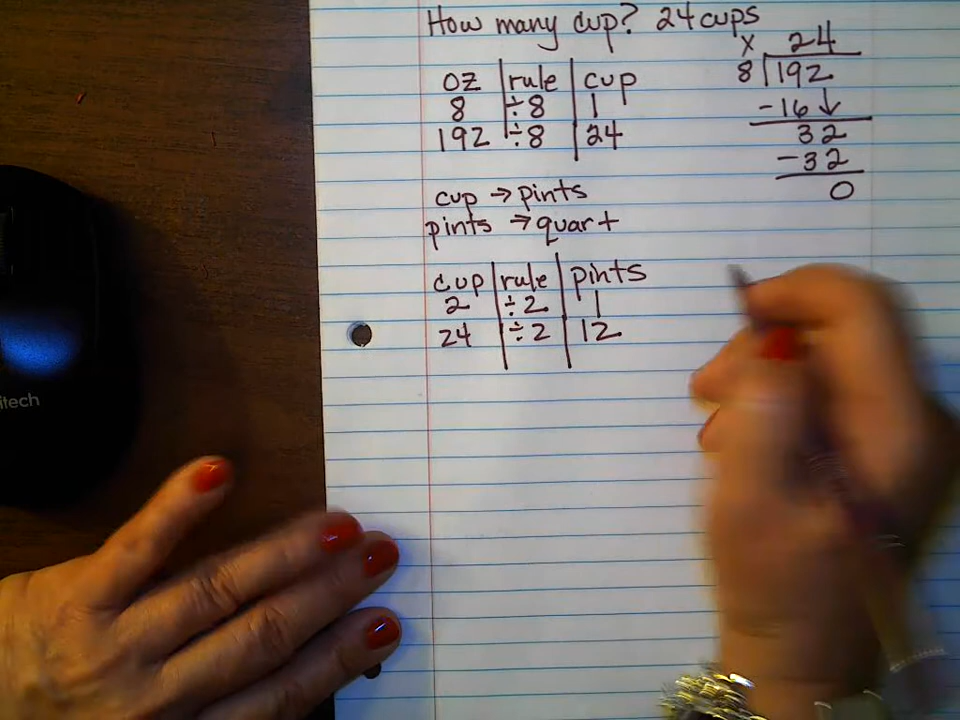 How many cup? 24 cups
oz rule cup
8 ÷8 1
192 ÷8 24
x 24
8 192
-16↓
32
-32
0
cup → pints
pints → quart
cup rule pints
2 ÷2 1
24 ÷2 12
itech